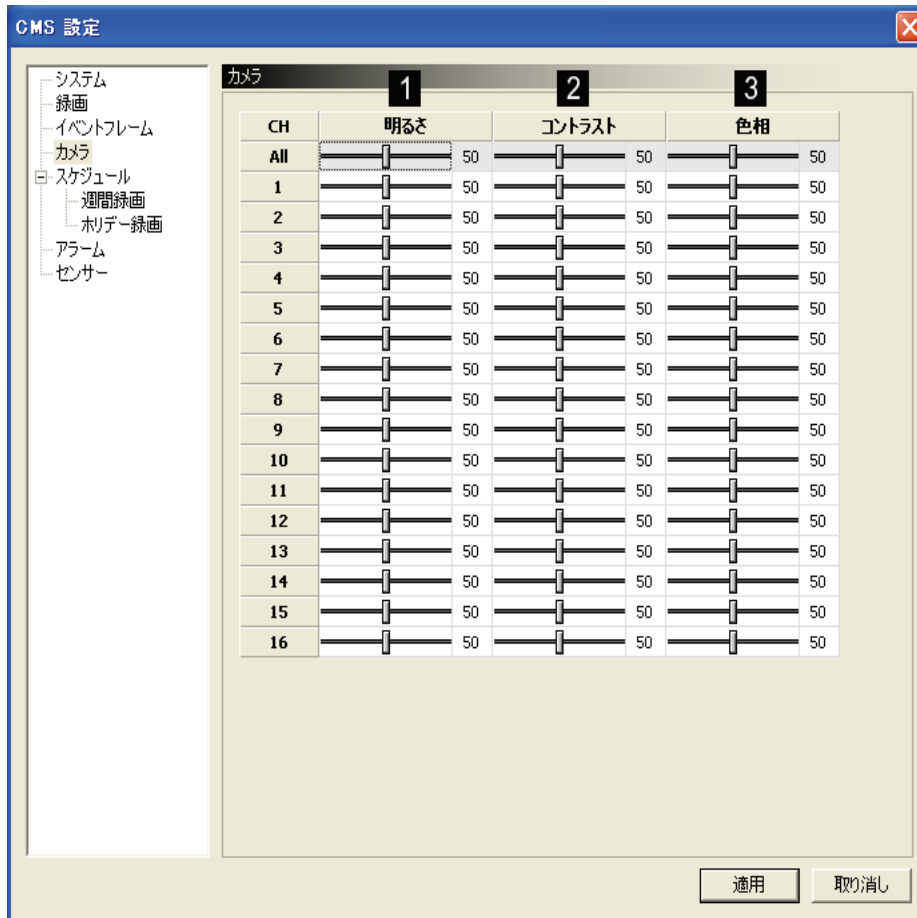 CMS 設定
システム
録画
イベントフレーム
カメラ
スケジュール
週間録画
ホリデー録画
アラーム
センサー
カメラ
1 2 3
CH 明るさ コントラスト 色相
All 50 50 50
1 50 50 50
2 50 50 50
3 50 50 50
4 50 50 50
5 50 50 50
6 50 50 50
7 50 50 50
8 50 50 50
9 50 50 50
10 50 50 50
11 50 50 50
12 50 50 50
13 50 50 50
14 50 50 50
15 50 50 50
16 50 50 50
適用 取り消し